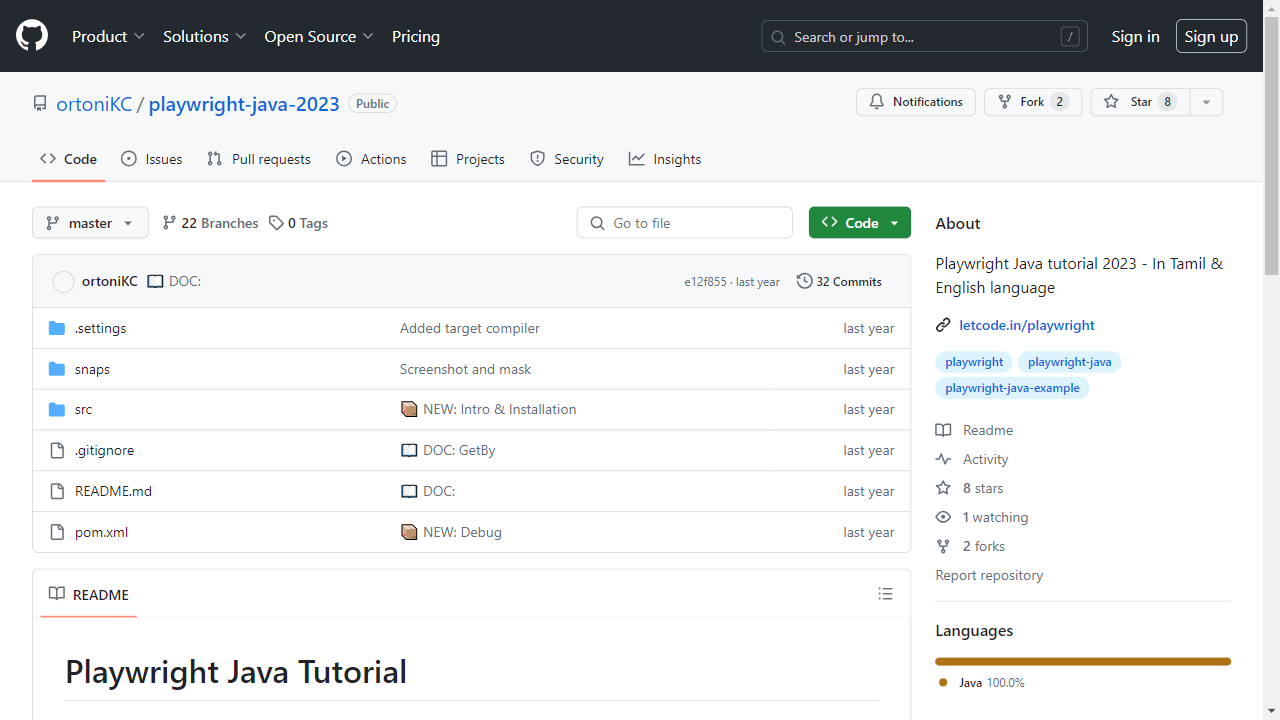 Product Solutions Open Source Pricing Search or jump to... / Sign in Sign up
ortoniKC / playwright-java-2023 Public Notifications Fork 2 Star 8
Code Issues Pull requests Actions Projects Security Insights
master 22 Branches 0 Tags Go to file Code
ortoniKC DOC: e12f855 · last year 32 Commits
.settings Added target compiler last year
snaps Screenshot and mask last year
src NEW: Intro & Installation last year
.gitignore DOC: GetBy last year
README.md DOC: last year
pom.xml NEW: Debug last year
README
Playwright Java Tutorial
About
Playwright Java tutorial 2023 - In Tamil &
English language
letcode.in/playwright
playwright playwright-java
playwright-java-example
Readme
Activity
8 stars
1 watching
2 forks
Report repository
Languages
Java 100.0%